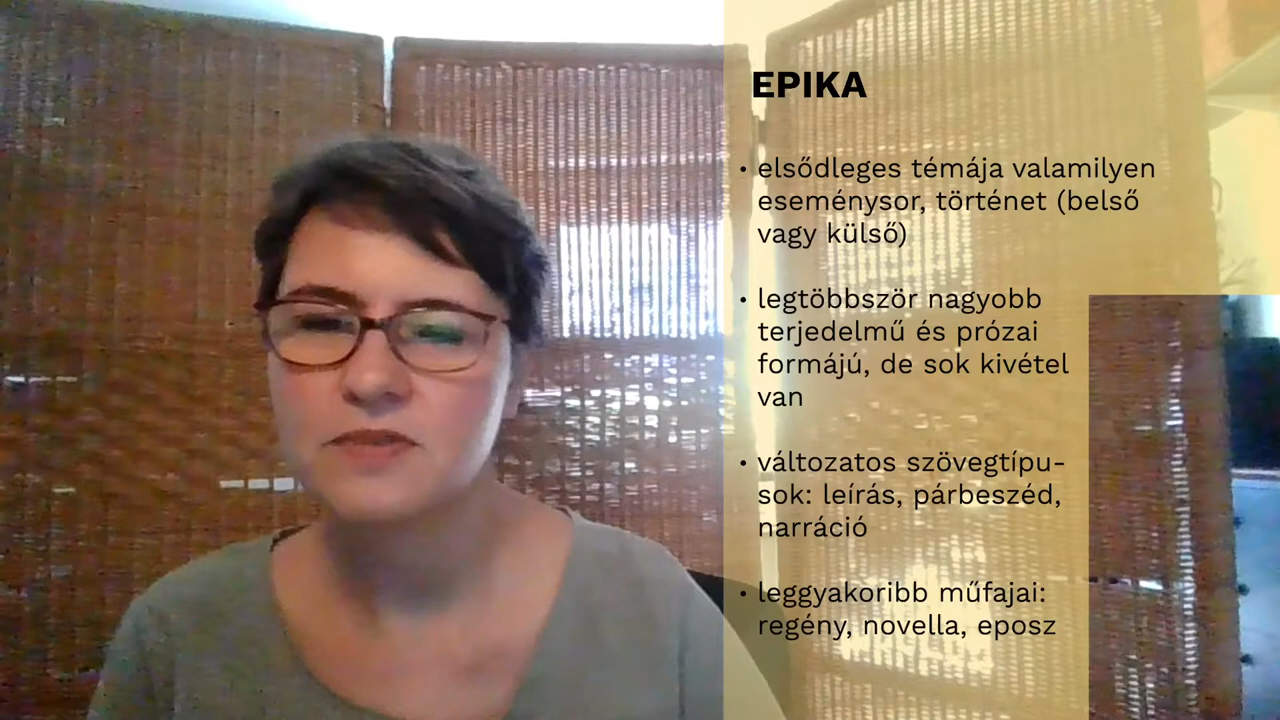 EPIKA
• elsődleges témája valamilyen
eseménysor, történet (belső
vagy külső)
• legtöbbször nagyobb
terjedelmű és prózai
formájú, de sok kivétel
van
• változatos szövegtípu-
sok: leírás, párbeszéd,
narráció
• leggyakoribb műfajai:
regény, novella, eposz